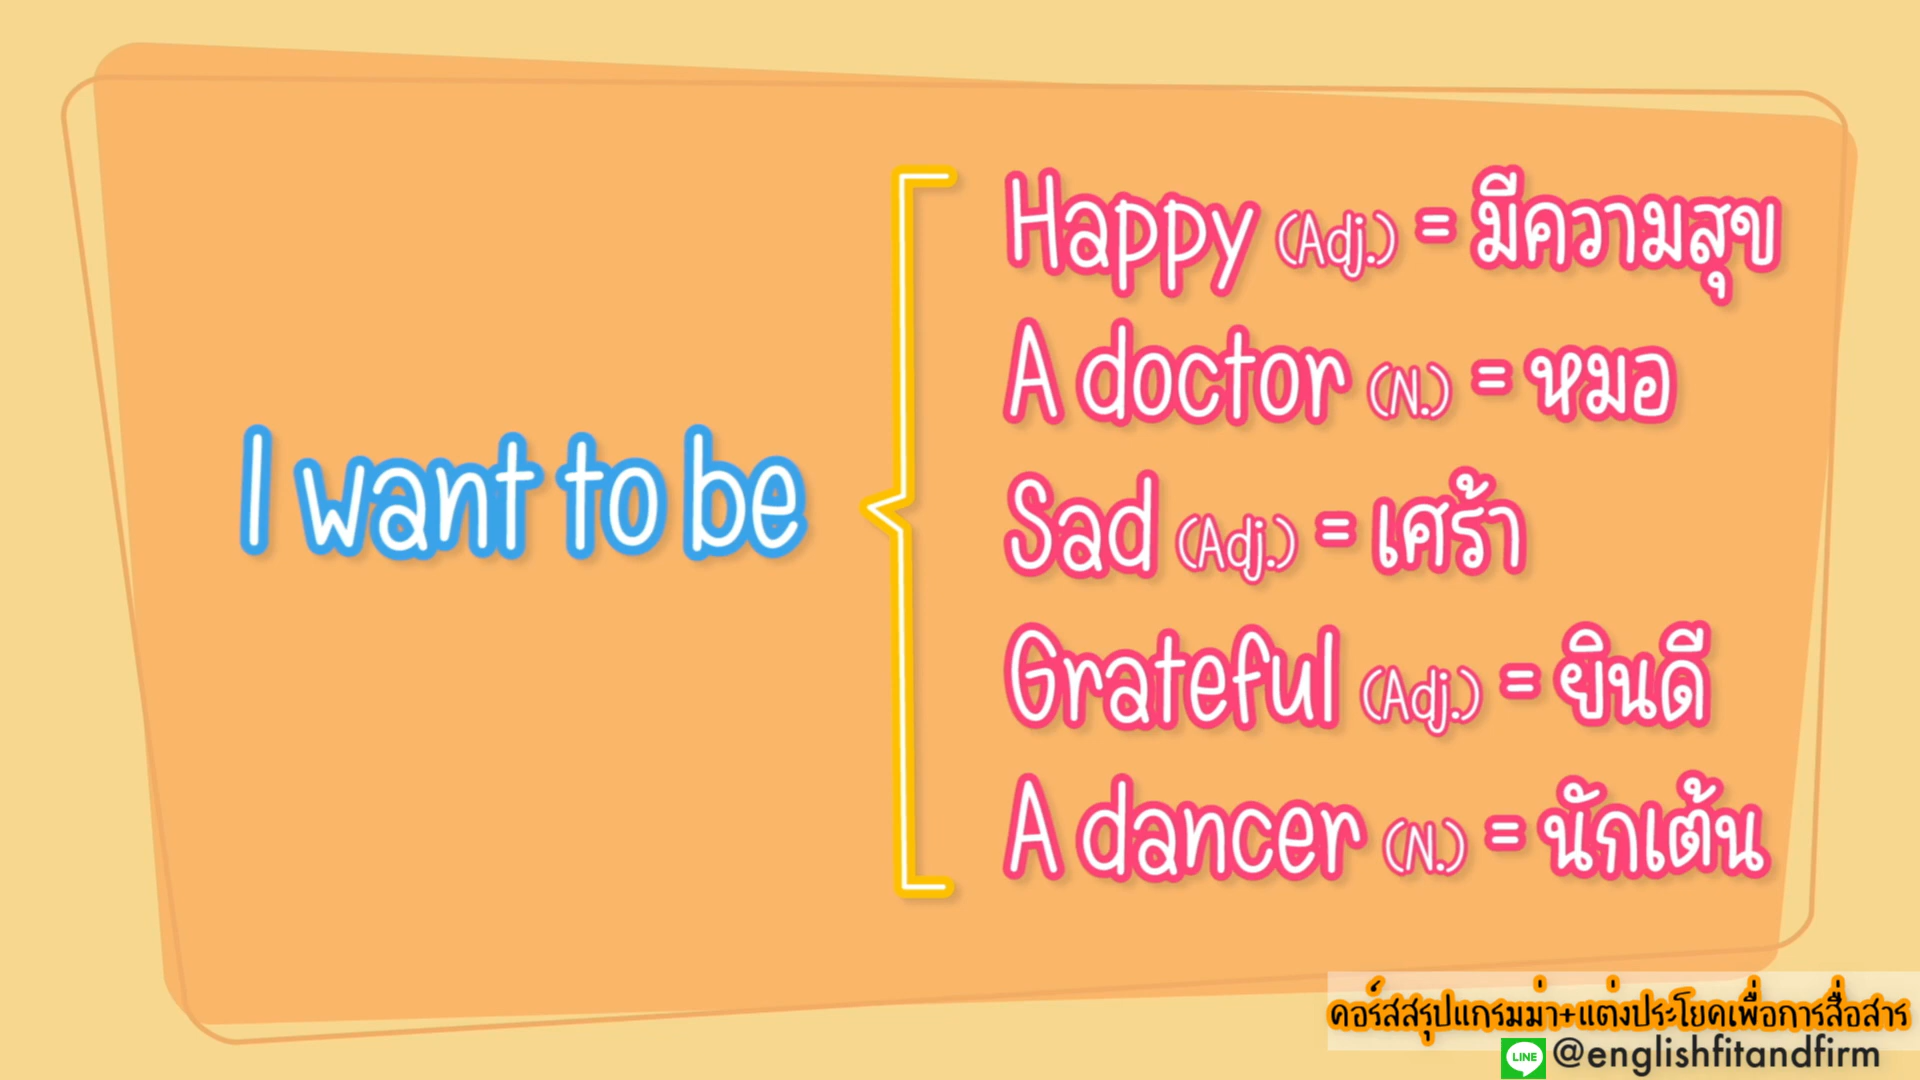 I want to be
Happy (Adj.) = มีความสุข
A doctor (N.) = หมอ
Sad (Adj.) = เศร้า
Grateful (Adj.) = ยินดี
A dancer (N.) = นักเต้น
คอร์สสรุปแกรมม่า+แต่งประโยคเพื่อการสื่อสาร
LINE @englishfitandfirm